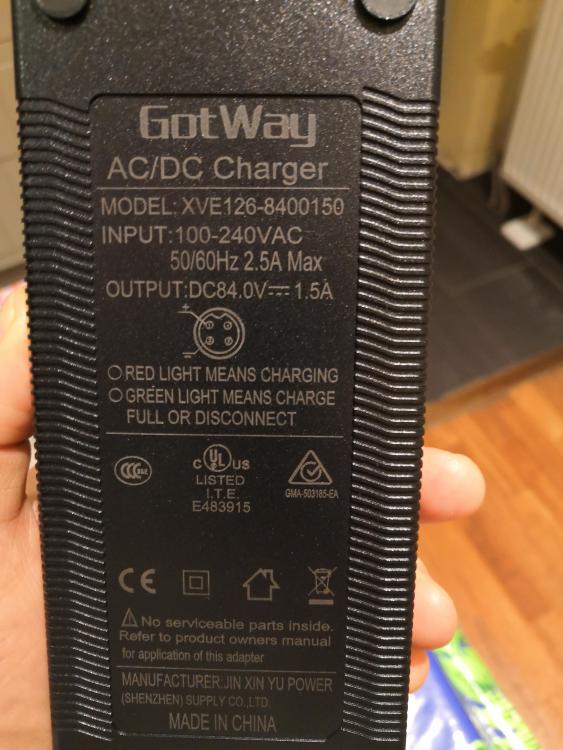 GotWay
AC/DC Charger
MODEL: XVE126-8400150
INPUT:100-240VAC
50/60Hz 2.5A Max
OUTPUT:DC84.0V⎓1.5A
+
-
RED LIGHT MEANS CHARGING
GREEN LIGHT MEANS CHARGE
FULL OR DISCONNECT
CCC
c UL US
LISTED
I.T.E.
E483915
GMA-503185-EA
CE
No serviceable parts inside.
Refer to product owners manual
for application of this adapter
MANUFACTURER:JIN XIN YU POWER
(SHENZHEN) SUPPLY CO.,LTD.
MADE IN CHINA